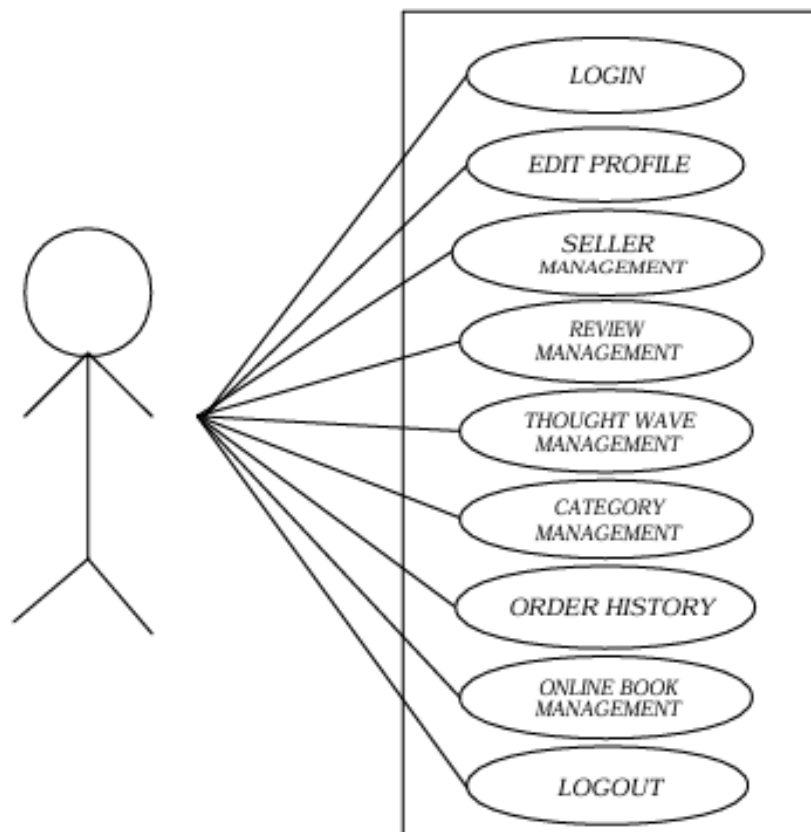 LOGIN
EDIT PROFILE
SELLER
MANAGEMENT
REVIEW
MANAGEMENT
THOUGHT WAVE
MANAGEMENT
CATEGORY
MANAGEMENT
ORDER HISTORY
ONLINE BOOK
MANAGEMENT
LOGOUT